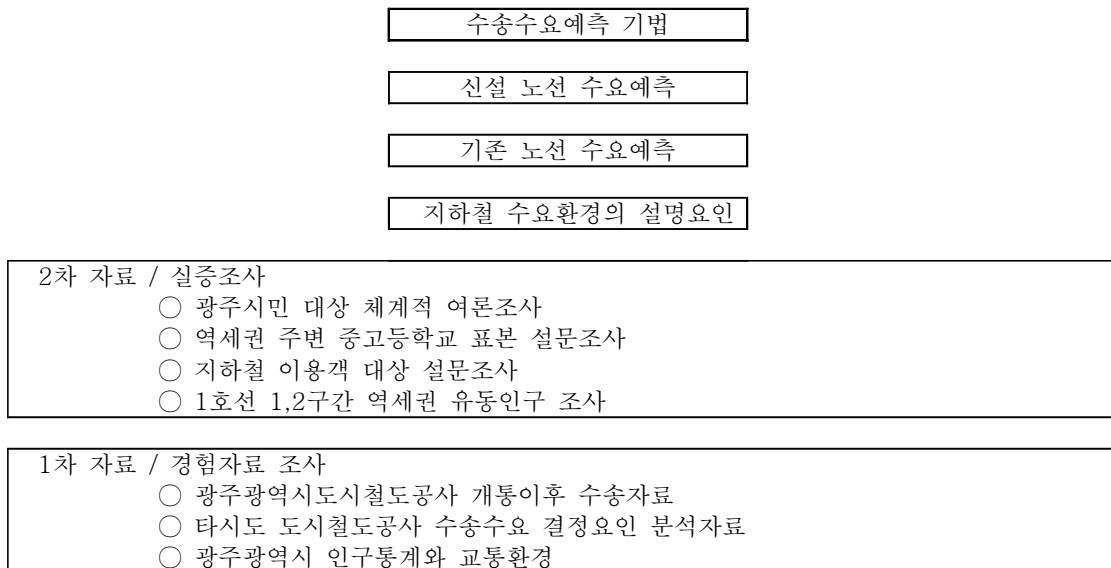 수송수요예측 기법
신설 노선 수요예측
기존 노선 수요예측
지하철 수요환경의 설명요인
2차 자료 / 실증조사
○ 광주시민 대상 체계적 여론조사
○ 역세권 주변 중고등학교 표본 설문조사
○ 지하철 이용객 대상 설문조사
○ 1호선 1,2구간 역세권 유동인구 조사
1차 자료 / 경험자료 조사
○ 광주광역시도시철도공사 개통이후 수송자료
○ 타시도 도시철도공사 수송수요 결정요인 분석자료
○ 광주광역시 인구통계와 교통환경